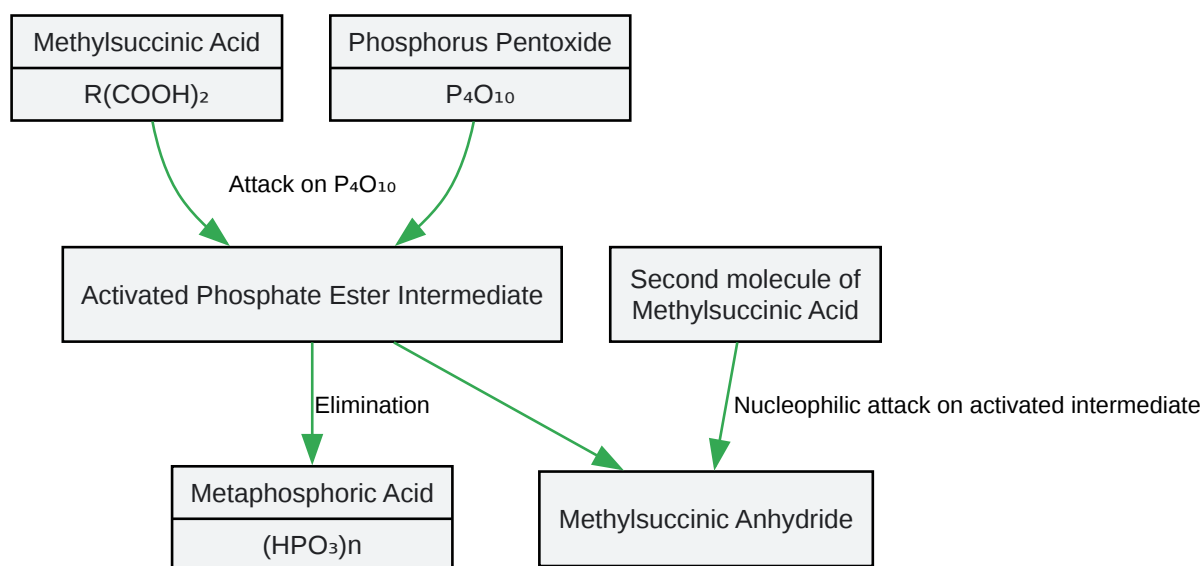 Methylsuccinic Acid
R(COOH)₂
Phosphorus Pentoxide
P₄O₁₀
Attack on P₄O₁₀
Activated Phosphate Ester Intermediate
Second molecule of
Methylsuccinic Acid
Elimination
Nucleophilic attack on activated intermediate
Metaphosphoric Acid
(HPO₃)n
Methylsuccinic Anhydride